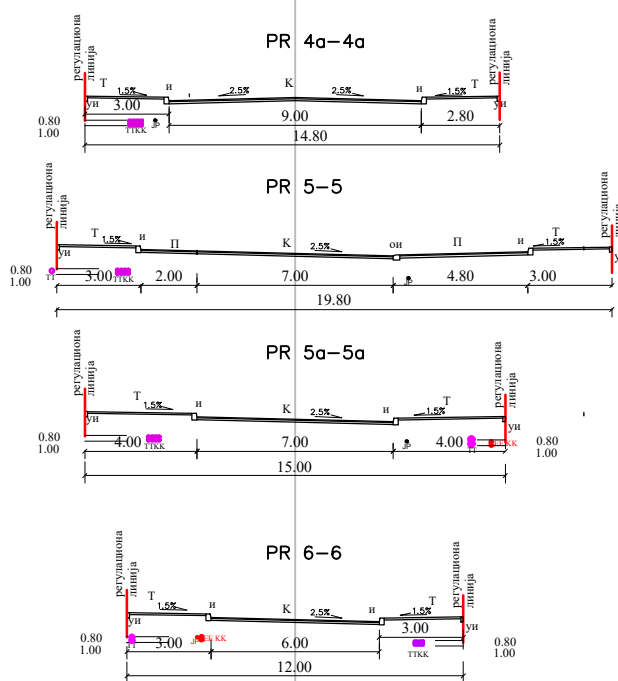 PR 4a-4a
регулациона
линија
регулациона
линија
Т и К и Т
1.5% 2.5% 2.5% 1.5%
уи уи
3.00 9.00 2.80
0.80
1.00
ТТКК ЈР
14.80
PR 5-5
регулациона
линија
регулациона
линија
Т и П К ои П и Т
1.5% 2.5% 1.5%
уи у
0.80
1.00
ТТ 3.00 ТТКК 2.00 7.00 ЈР 4.80 3.00
19.80
PR 5a-5a
регулациона
линија
регулациона
линија
Т и К и Т
1.5% 2.5% 1.5%
уи
0.80
1.00
4.00 ТТКК 7.00 ЈР 4.00 ТТ КК
0.80
1.00
15.00
PR 6-6
регулациона
линија
регулациона
линија
Т и К и Т
1.5% 2.5% 1.5%
уи уи
0.80
1.00
ТТ 3.00 ЈР КК 6.00 3.00 ТТКК
0.80
1.00
12.00